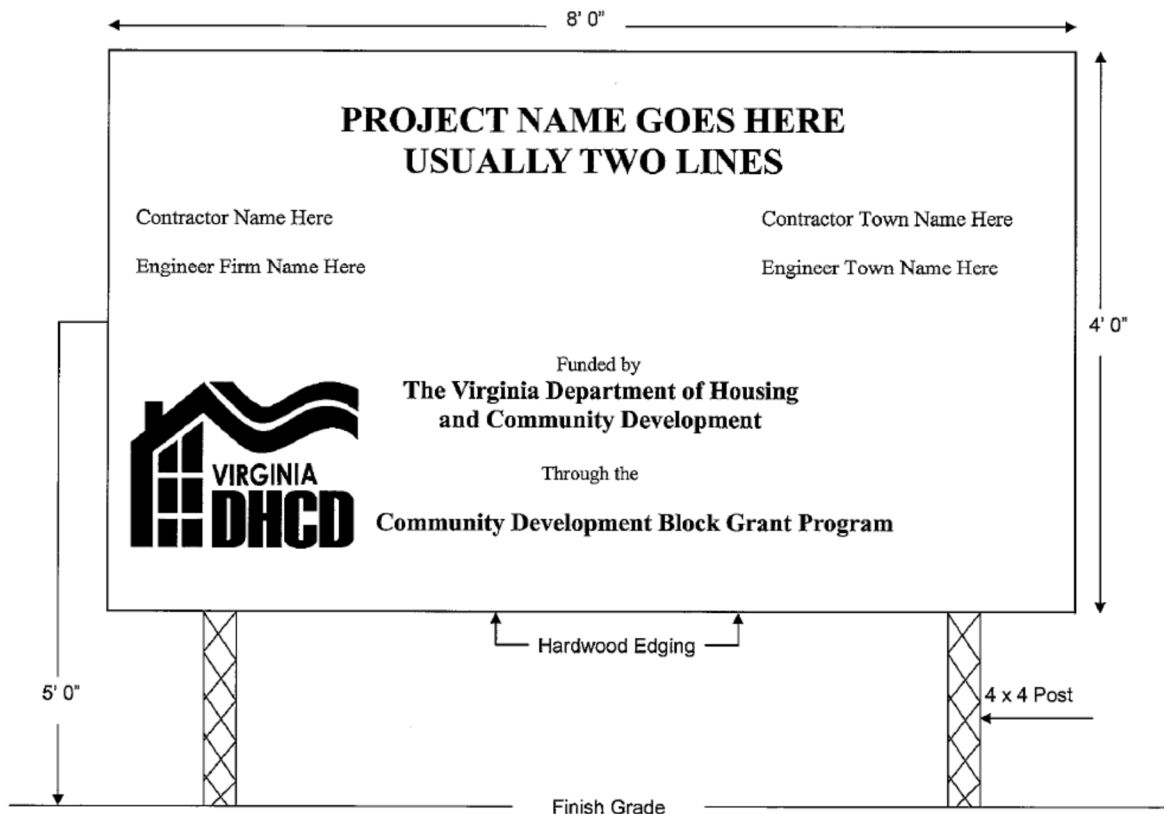 8' 0"
PROJECT NAME GOES HERE
USUALLY TWO LINES
Contractor Name Here
Contractor Town Name Here
Engineer Firm Name Here
Engineer Town Name Here
4' 0"
Funded by
The Virginia Department of Housing
and Community Development
VIRGINIA
DHCD
Through the
Community Development Block Grant Program
Hardwood Edging
5' 0"
4 x 4 Post
Finish Grade